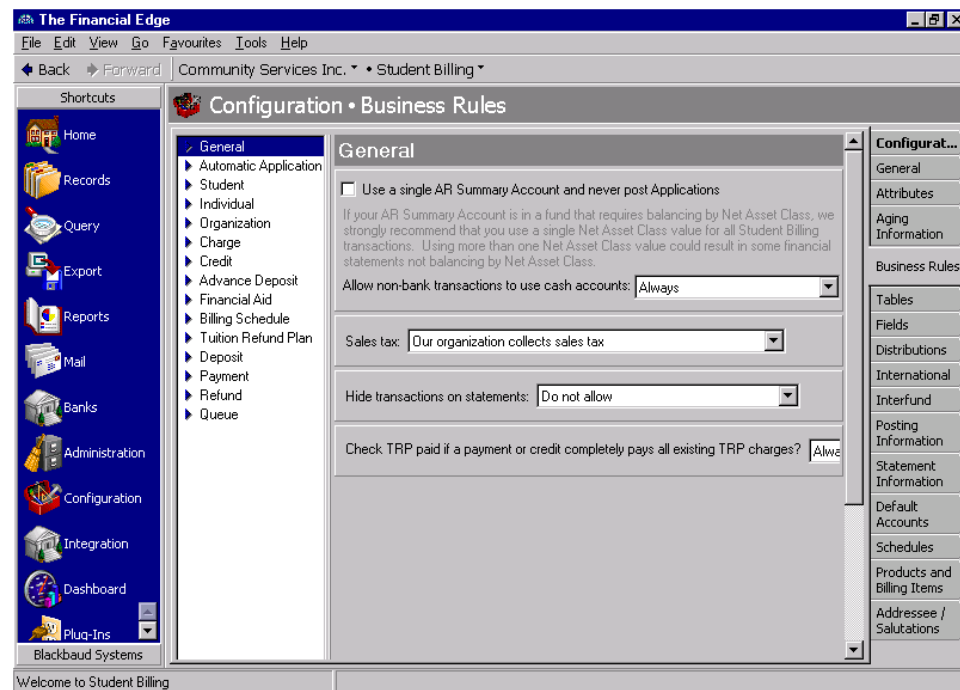 The Financial Edge
File Edit View Go Favourites Tools Help
Back Forward Community Services Inc. • Student Billing
Shortcuts
Home
Records
Query
Export
Reports
Mail
Banks
Administration
Configuration
Integration
Dashboard
Plug-Ins
Blackbaud Systems
Configuration • Business Rules
General
Automatic Application
Student
Individual
Organization
Charge
Credit
Advance Deposit
Financial Aid
Billing Schedule
Tuition Refund Plan
Deposit
Payment
Refund
Queue
General
Use a single AR Summary Account and never post Applications
If your AR Summary Account is in a fund that requires balancing by Net Asset Class, we
strongly recommend that you use a single Net Asset Class value for all Student Billing
transactions. Using more than one Net Asset Class value could result in some financial
statements not balancing by Net Asset Class.
Allow non-bank transactions to use cash accounts: Always
Sales tax: Our organization collects sales tax
Hide transactions on statements: Do not allow
Check TRP paid if a payment or credit completely pays all existing TRP charges? Alwa
Configurat...
General
Attributes
Aging
Information
Business Rules
Tables
Fields
Distributions
International
Interfund
Posting
Information
Statement
Information
Default
Accounts
Schedules
Products and
Billing Items
Addressee /
Salutations
Welcome to Student Billing